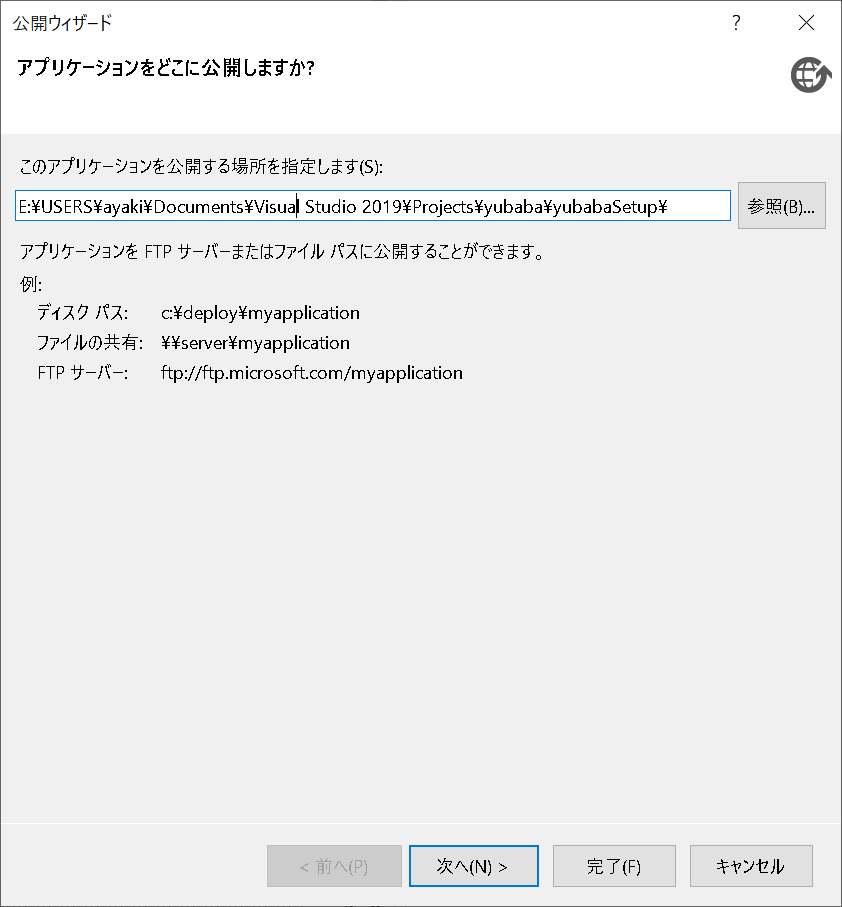 公開ウィザード
?
アプリケーションをどこに公開しますか?
このアプリケーションを公開する場所を指定します(S):
E:¥USERS¥ayaki¥Documents¥Visual Studio 2019¥Projects¥yubaba¥yubabaSetup¥ 参照(B)...
アプリケーションを FTP サーバーまたはファイル パスに公開することができます。
例:
ディスク パス: c:¥deploy¥myapplication
ファイルの共有: ¥¥server¥myapplication
FTP サーバー: ftp://ftp.microsoft.com/myapplication
< 前へ(P) 次へ(N) > 完了(F) キャンセル